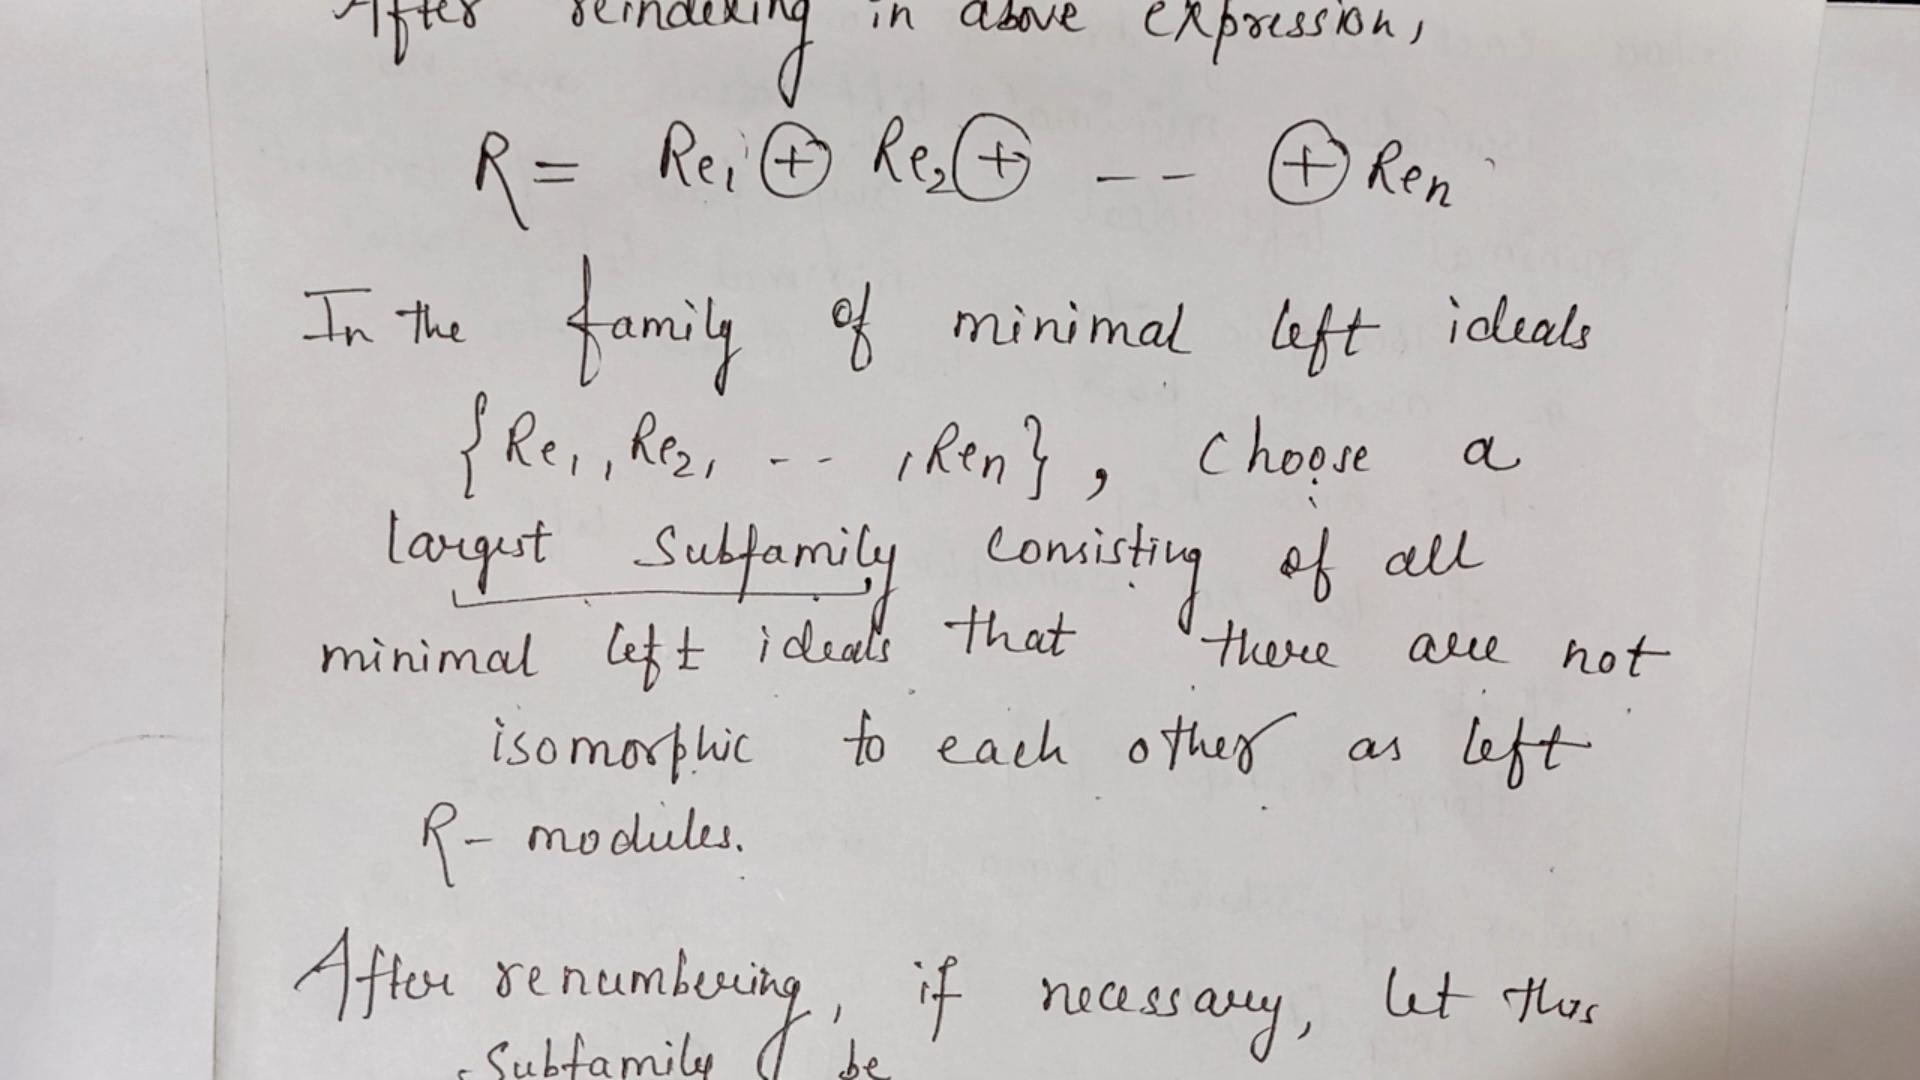 After reindexing in above expression,
R = Re₁ ⊕ Re₂ ⊕ -- ⊕ Ren
In the family of minimal left ideals
{Re₁, Re₂, -- , Ren}, choose a
largest subfamily consisting of all
minimal left ideals that there are not
isomorphic to each other as left
R- modules.
After renumbering, if necessary, let this
subfamily be